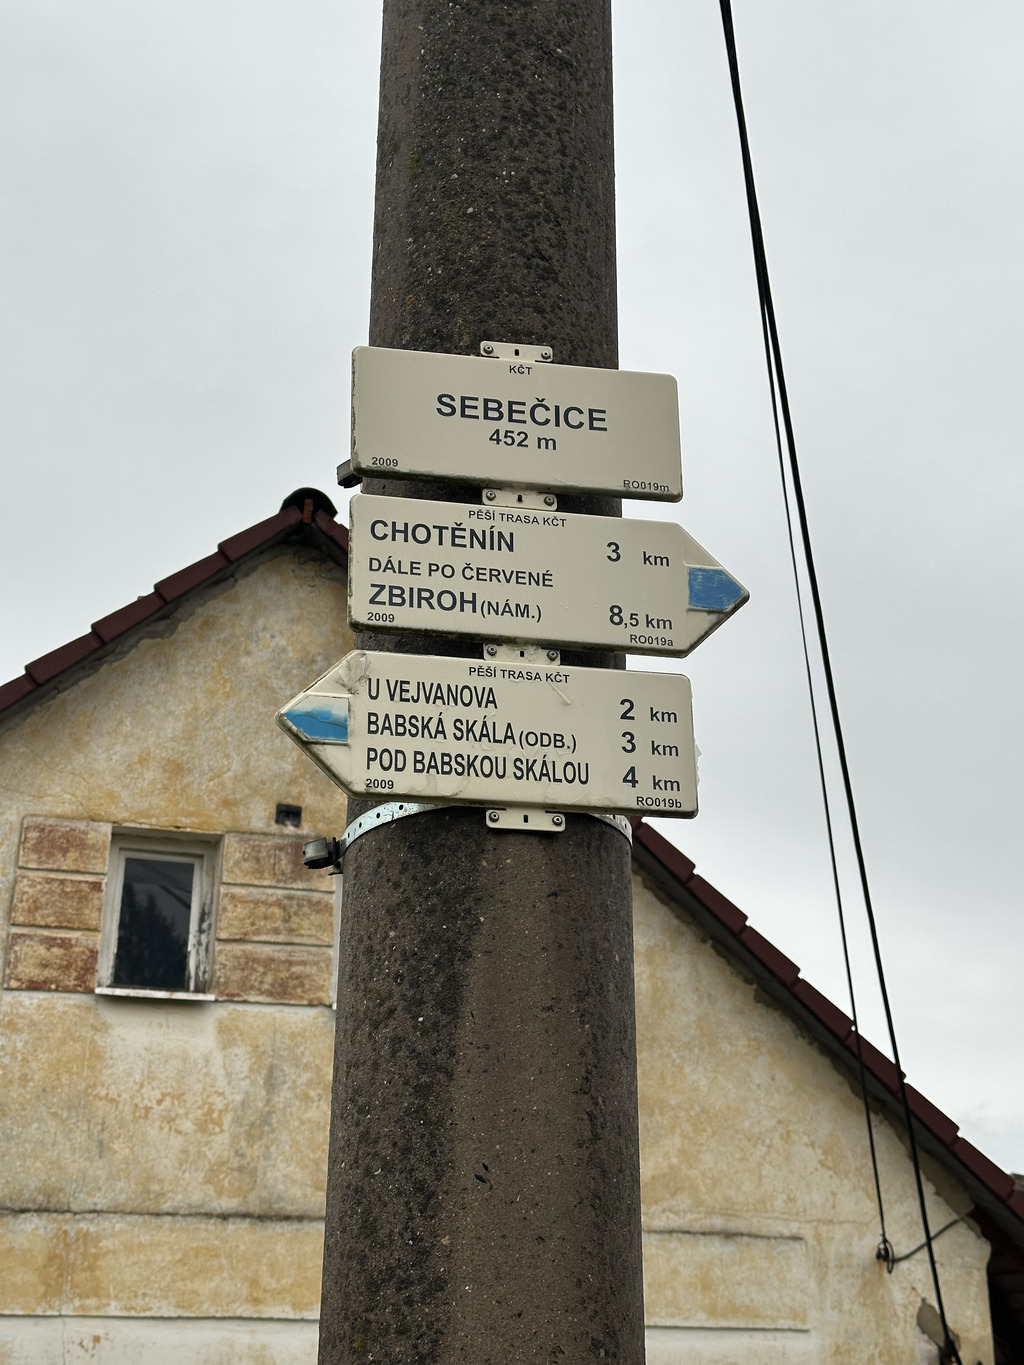 KČT
SEBEČICE
452 m
2009 RO019m
PĚŠÍ TRASA KČT
CHOTĚNÍN 3 km
DÁLE PO ČERVENÉ
ZBIROH (NÁM.) 8,5 km
2009 RO019a
PĚŠÍ TRASA KČT
U VEJVANOVA 2 km
BABSKÁ SKÁLA (ODB.) 3 km
POD BABSKOU SKÁLOU 4 km
2009 RO019b